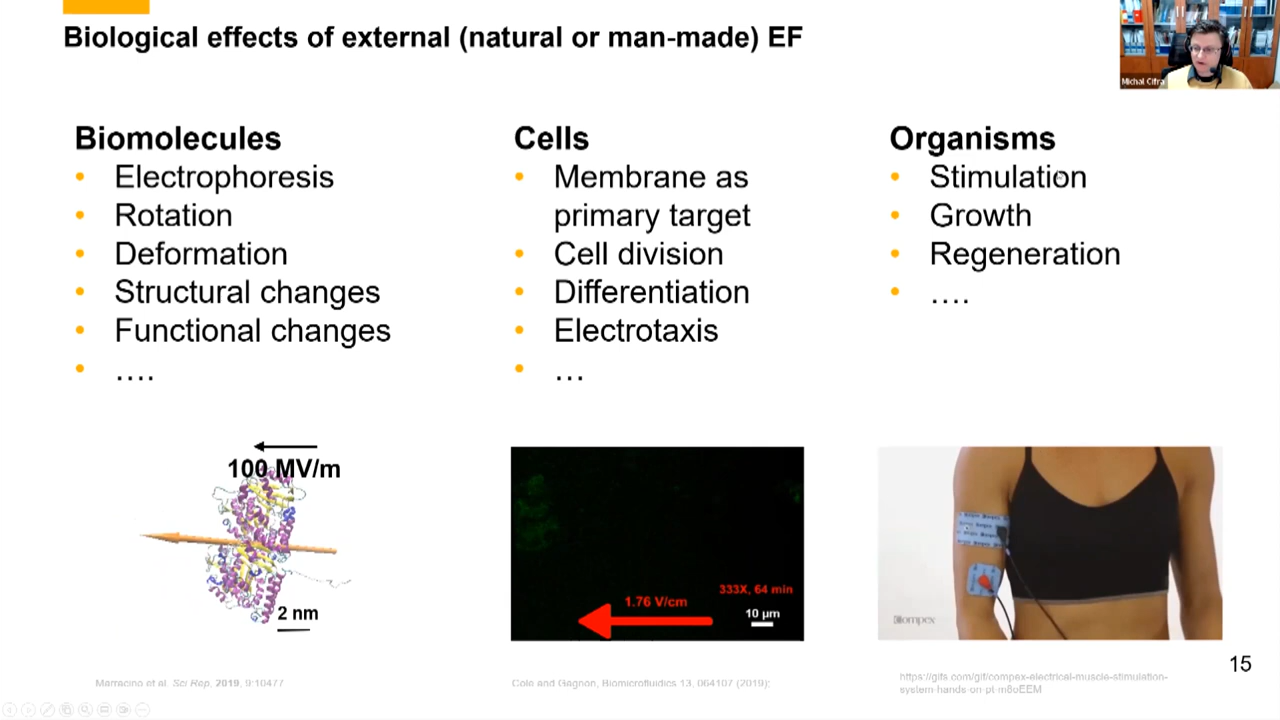 Biological effects of external (natural or man-made) EF
Michal Cifra
Biomolecules
• Electrophoresis
• Rotation
• Deformation
• Structural changes
• Functional changes
• ….
Cells
• Membrane as
primary target
• Cell division
• Differentiation
• Electrotaxis
• …
Organisms
• Stimulation
• Growth
• Regeneration
• ….
100 MV/m
2 nm
333X, 64 min
1.76 V/cm
10 µm
Compex
15
Marracino et al. Sci Rep, 2019, 9:10477
Cole and Gagnon, Biomicrofluidics 13, 064107 (2019);
https://gifs.com/gif/compex-electrical-muscle-stimulation-
system-hands-on-pt-m8oEEM